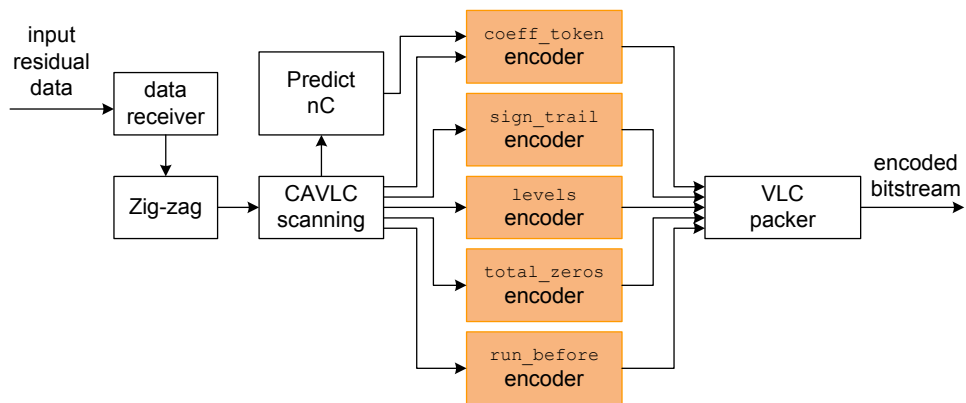 input
residual
data
data
receiver
Zig-zag
Predict
nC
CAVLC
scanning
coeff_token
encoder
sign_trail
encoder
levels
encoder
total_zeros
encoder
run_before
encoder
VLC
packer
encoded
bitstream